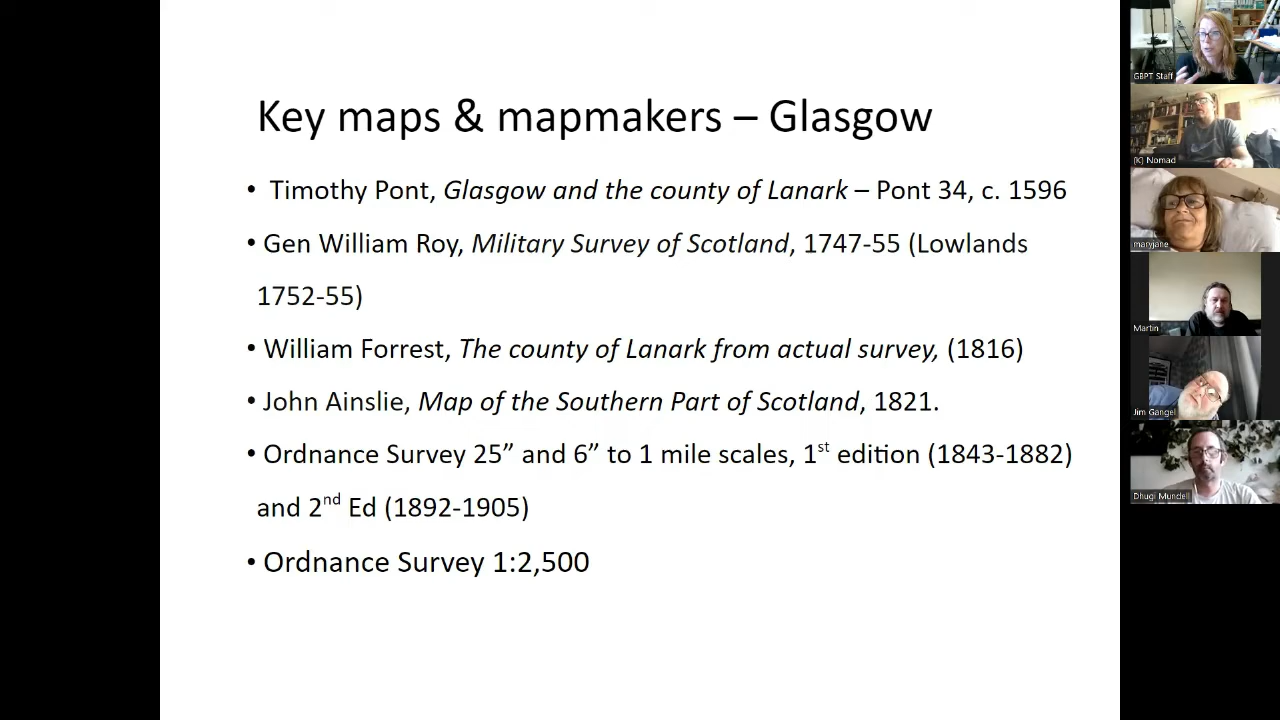 Key maps & mapmakers – Glasgow
• Timothy Pont, Glasgow and the county of Lanark – Pont 34, c. 1596
• Gen William Roy, Military Survey of Scotland, 1747-55 (Lowlands
1752-55)
• William Forrest, The county of Lanark from actual survey, (1816)
• John Ainslie, Map of the Southern Part of Scotland, 1821.
• Ordnance Survey 25” and 6” to 1 mile scales, 1st edition (1843-1882)
and 2nd Ed (1892-1905)
• Ordnance Survey 1:2,500
GBPT Staff
(K) Nomad
maryjane
Martin
Jim Gangel
Dhugi Mundell